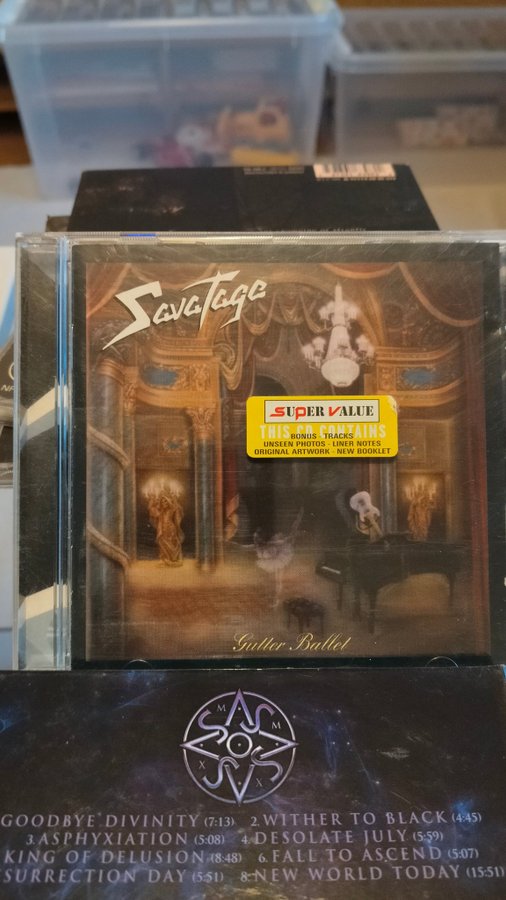 Savatage
SUPER VALUE
THIS CD CONTAINS
BONUS - TRACKS
UNSEEN PHOTOS - LINER NOTES
ORIGINAL ARTWORK - NEW BOOKLET
Gutter Ballet
M M
X X
GOODBYE DIVINITY (7:13) 2. WITHER TO BLACK (4:45)
3. ASPHYXIATION (5:08) 4. DESOLATE JULY (5:59)
KING OF DELUSION (8:48) 6. FALL TO ASCEND (5:07)
SURRECTION DAY (5:51) 8. NEW WORLD TODAY (15:51)